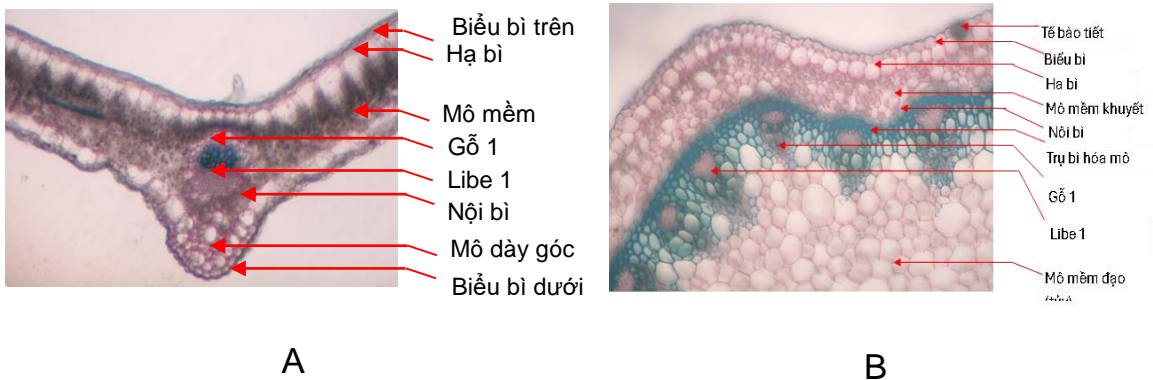 Biểu bì trên
Hạ bì
Mô mềm
Gỗ 1
Libe 1
Nội bì
Mô dày góc
Biểu bì dưới
A
Tế bào tiết
Biểu bì
Ha bì
Mô mềm khuyết
Nôi bì
Trụ bì hóa mô
Gỗ 1
Libe 1
Mô mềm đạo
B